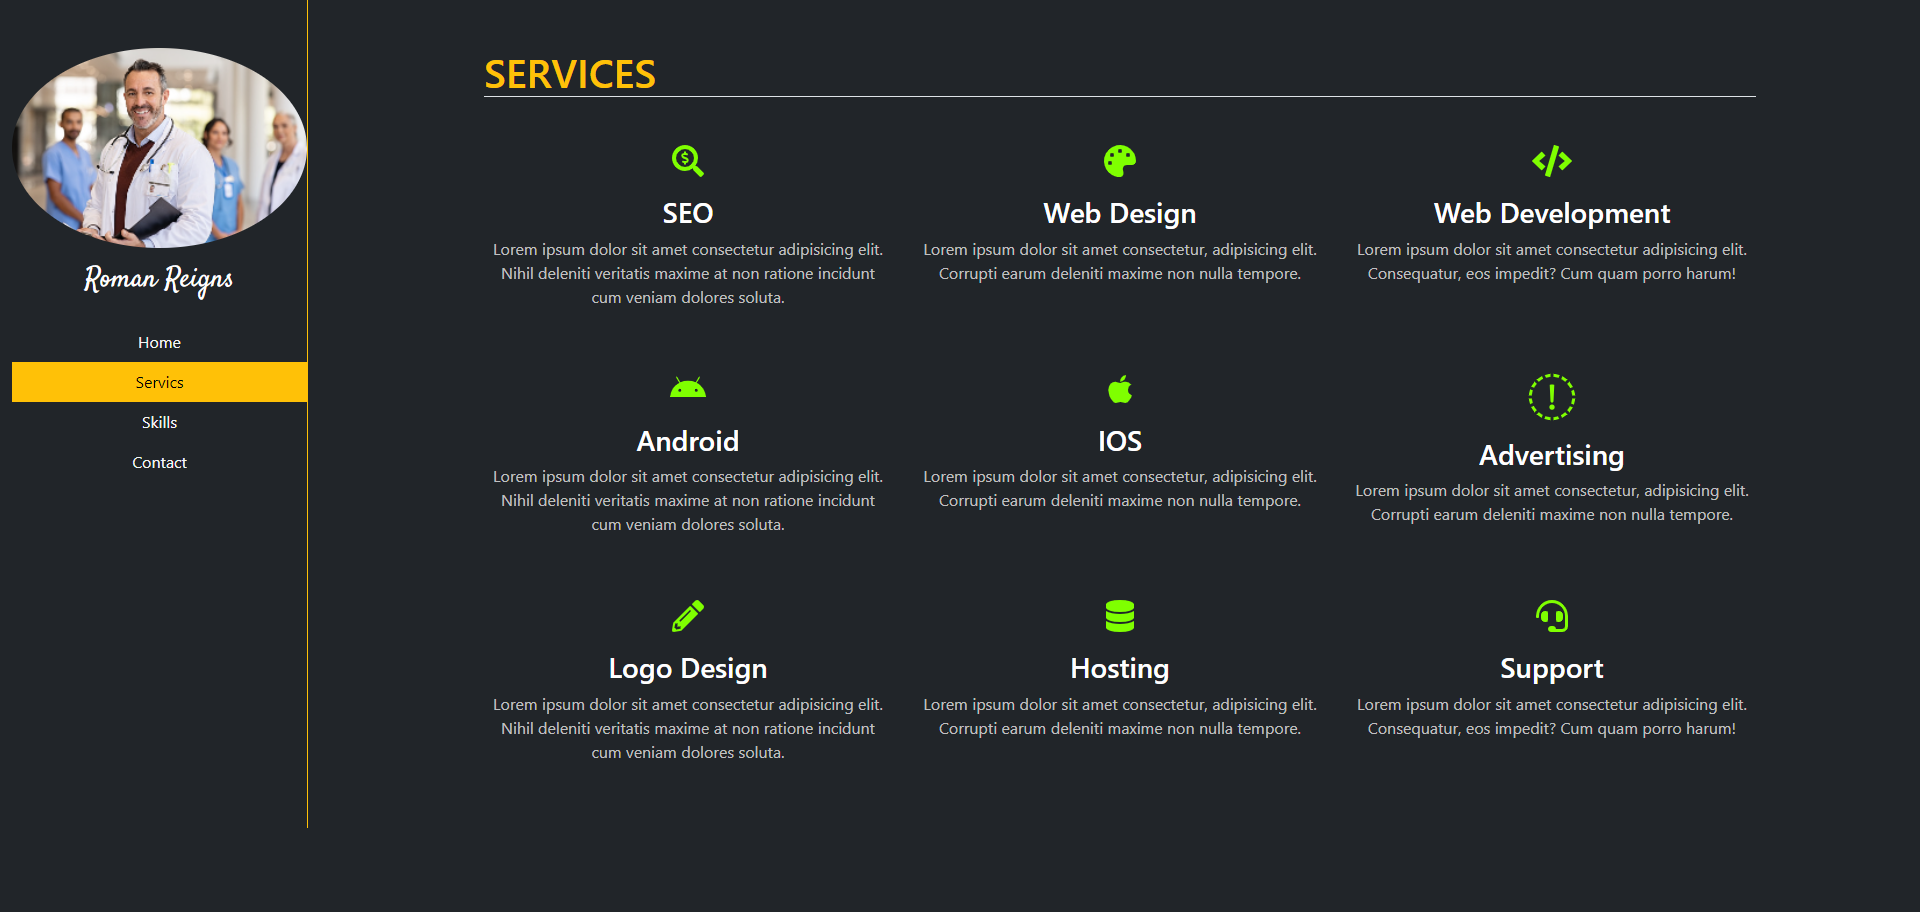 Roman Reigns
Home
Servics
Skills
Contact
SERVICES
SEO
Lorem ipsum dolor sit amet consectetur adipisicing elit.
Nihil deleniti veritatis maxime at non ratione incidunt
cum veniam dolores soluta.
Web Design
Lorem ipsum dolor sit amet consectetur, adipisicing elit.
Corrupti earum deleniti maxime non nulla tempore.
Web Development
Lorem ipsum dolor sit amet consectetur adipisicing elit.
Consequatur, eos impedit? Cum quam porro harum!
Android
Lorem ipsum dolor sit amet consectetur adipisicing elit.
Nihil deleniti veritatis maxime at non ratione incidunt
cum veniam dolores soluta.
IOS
Lorem ipsum dolor sit amet consectetur, adipisicing elit.
Corrupti earum deleniti maxime non nulla tempore.
Advertising
Lorem ipsum dolor sit amet consectetur, adipisicing elit.
Corrupti earum deleniti maxime non nulla tempore.
Logo Design
Lorem ipsum dolor sit amet consectetur adipisicing elit.
Nihil deleniti veritatis maxime at non ratione incidunt
cum veniam dolores soluta.
Hosting
Lorem ipsum dolor sit amet consectetur, adipisicing elit.
Corrupti earum deleniti maxime non nulla tempore.
Support
Lorem ipsum dolor sit amet consectetur adipisicing elit.
Consequatur, eos impedit? Cum quam porro harum!